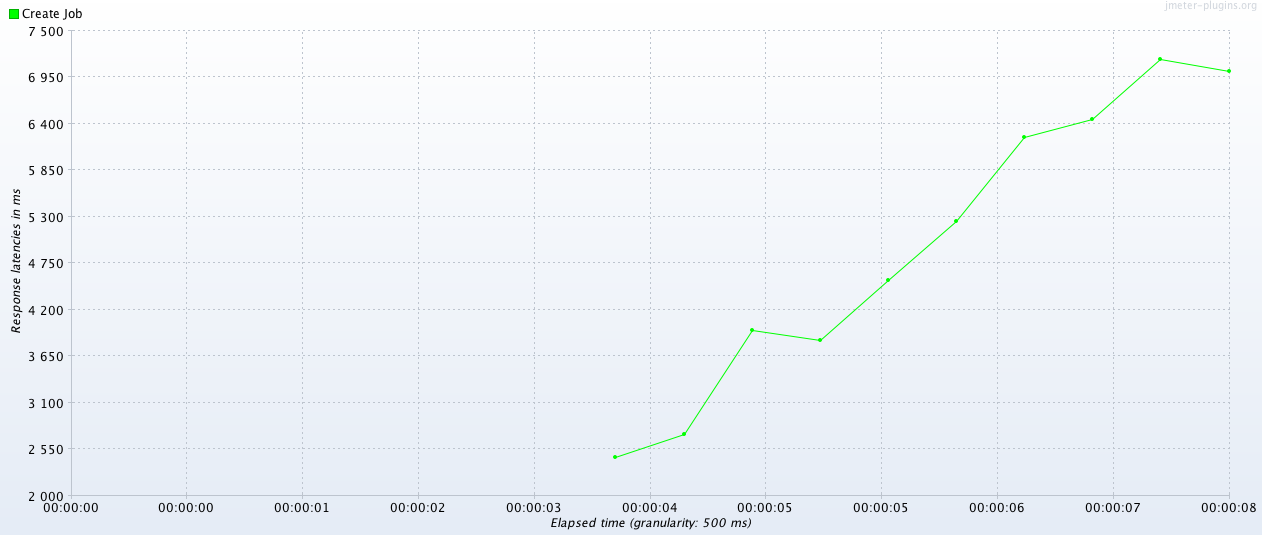 jmeter-plugins.org
Create Job
7 500
6 950
6 400
5 850
5 300
4 750
4 200
3 650
3 100
2 550
2 000
Response latencies in ms
00:00:00 00:00:00 00:00:01 00:00:02 00:00:03 00:00:04 00:00:05 00:00:05 00:00:06 00:00:07 00:00:08
Elapsed time (granularity: 500 ms)